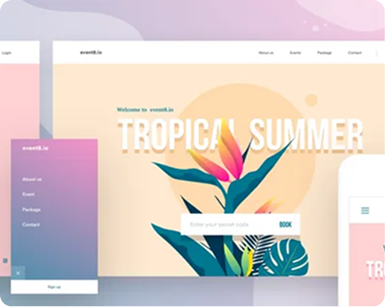 Login
event8.io
About us
Events
Package
Contact
Welcome to event8.io
TROPICAL SUMMER
Enter your secret code
BOOK
event8.io
About us
Event
Package
Contact
×
Sign up
TR